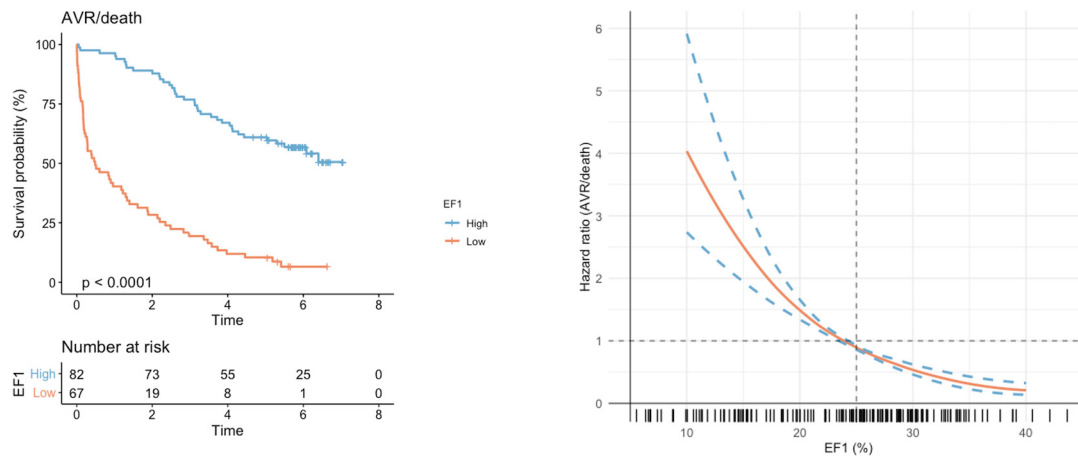 AVR/death
Survival probability (%)
100
75
50
25
0
p < 0.0001
0 2 4 6 8
Time
EF1
High
Low
Number at risk
EF1
High 82 73 55 25 0
Low 67 19 8 1 0
0 2 4 6 8
Time
Hazard ratio (AVR/death)
6
5
4
3
2
1
0
10 20 30 40
EF1 (%)